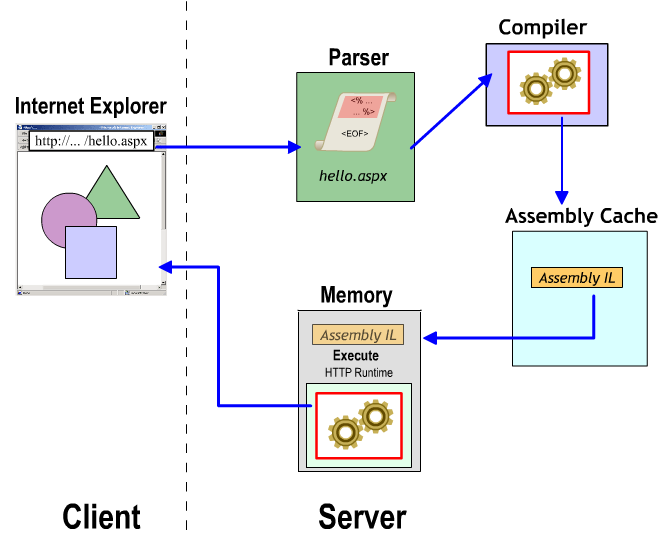 Compiler
Parser
<% ...
... %>
<EOF>
hello.aspx
Internet Explorer
http://... /hello.aspx
Assembly Cache
Assembly IL
Memory
Assembly IL
Execute
HTTP Runtime
Client
Server